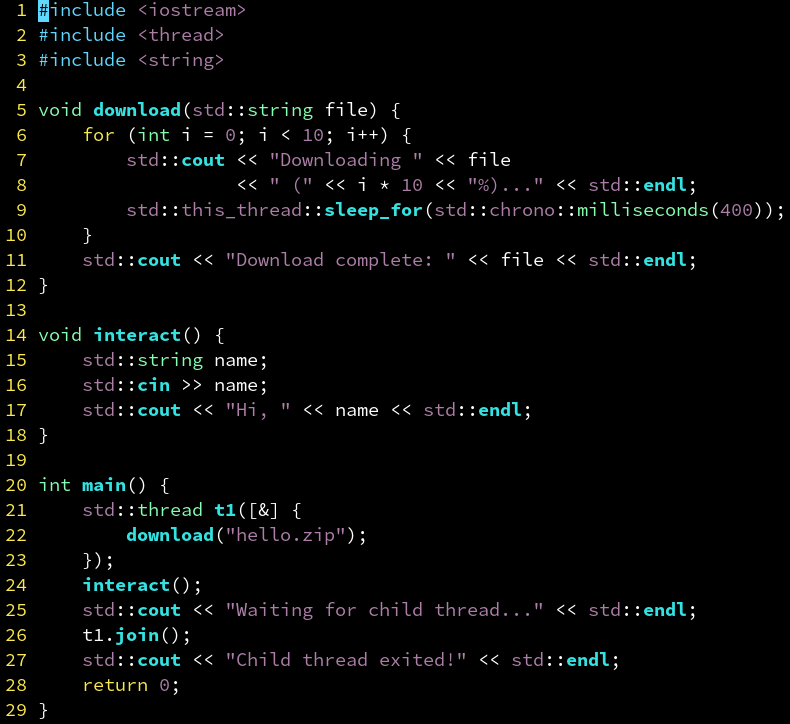 1 #include <iostream>
2 #include <thread>
3 #include <string>
4
5 void download(std::string file) {
6     for (int i = 0; i < 10; i++) {
7         std::cout << "Downloading " << file
8                   << " (" << i * 10 << "%)..." << std::endl;
9         std::this_thread::sleep_for(std::chrono::milliseconds(400));
10     }
11     std::cout << "Download complete: " << file << std::endl;
12 }
13
14 void interact() {
15     std::string name;
16     std::cin >> name;
17     std::cout << "Hi, " << name << std::endl;
18 }
19
20 int main() {
21     std::thread t1([&] {
22         download("hello.zip");
23     });
24     interact();
25     std::cout << "Waiting for child thread..." << std::endl;
26     t1.join();
27     std::cout << "Child thread exited!" << std::endl;
28     return 0;
29 }